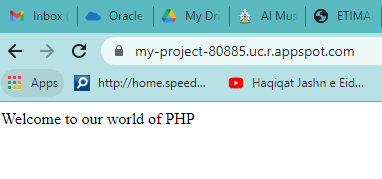 Inbox (
Oracle
My Dri
Al Mus
ETIMA
my-project-80885.uc.r.appspot.com
Apps
http://home.speed...
Haqiqat Jashn e Eid...
Welcome to our world of PHP